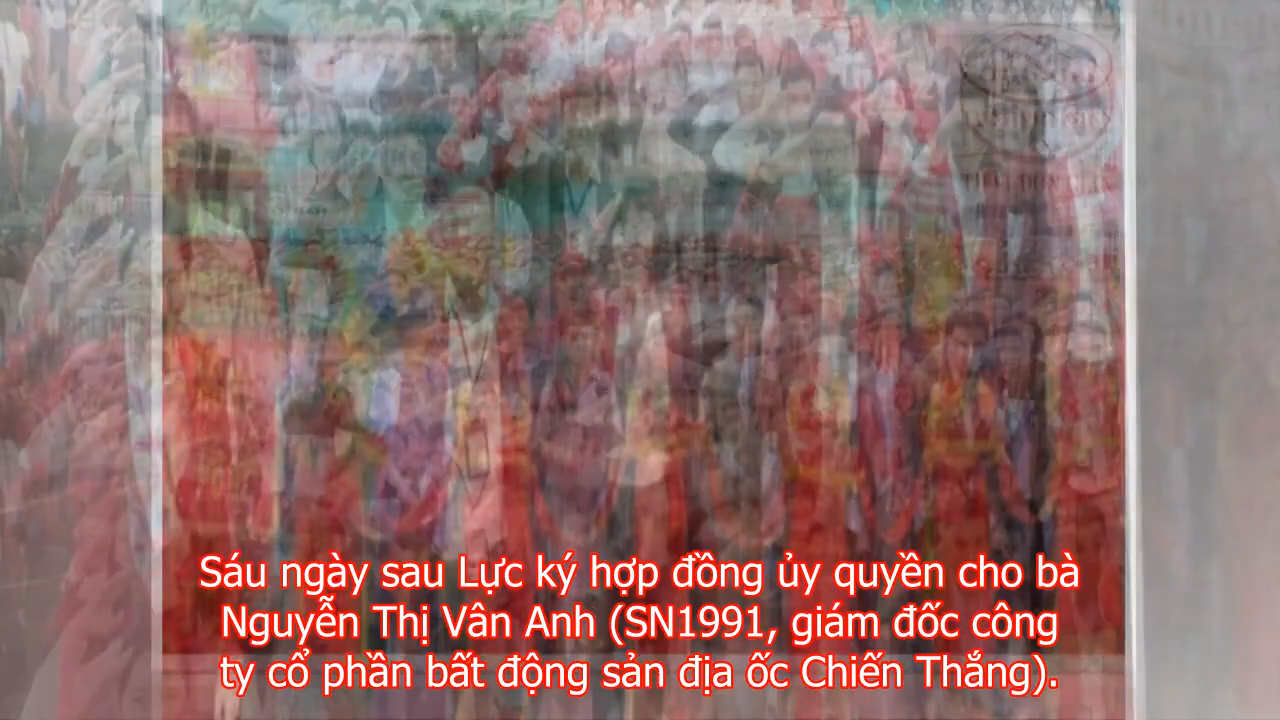 Sáu ngày sau Lực ký hợp đồng ủy quyền cho bà
Nguyễn Thị Vân Anh (SN1991, giám đốc công
ty cổ phần bất động sản địa ốc Chiến Thắng).